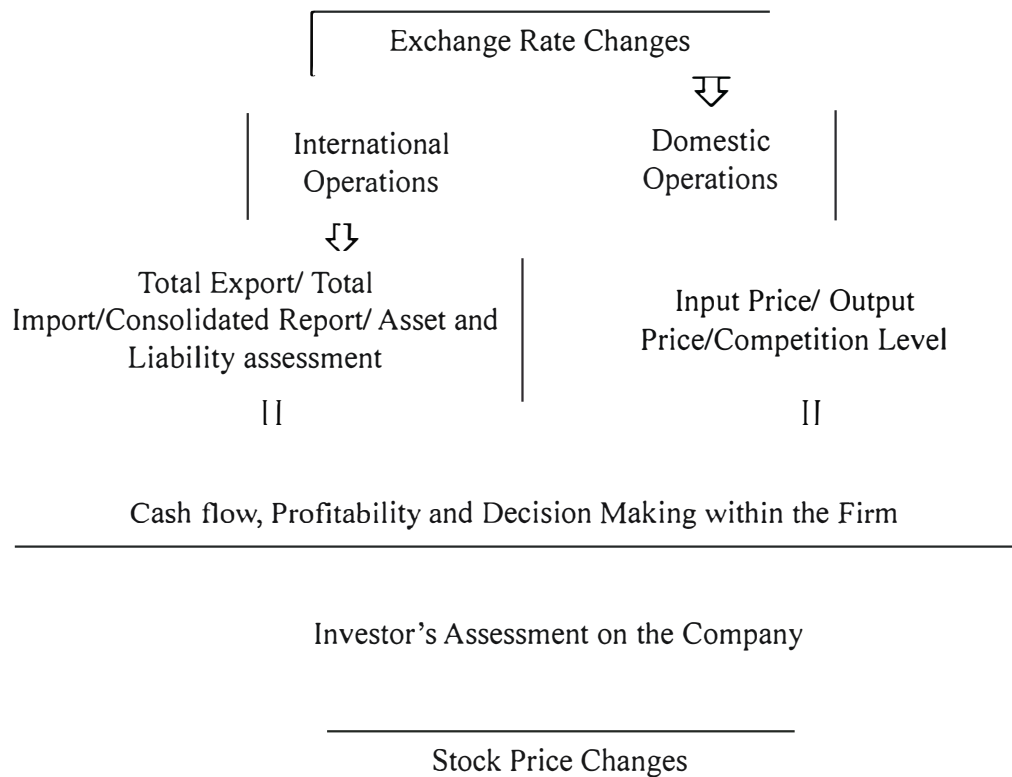 Exchange Rate Changes
International
Operations
Domestic
Operations
Total Export/ Total
Import/Consolidated Report/ Asset and
Liability assessment
Input Price/ Output
Price/Competition Level
Cash flow, Profitability and Decision Making within the Firm
Investor’s Assessment on the Company
Stock Price Changes